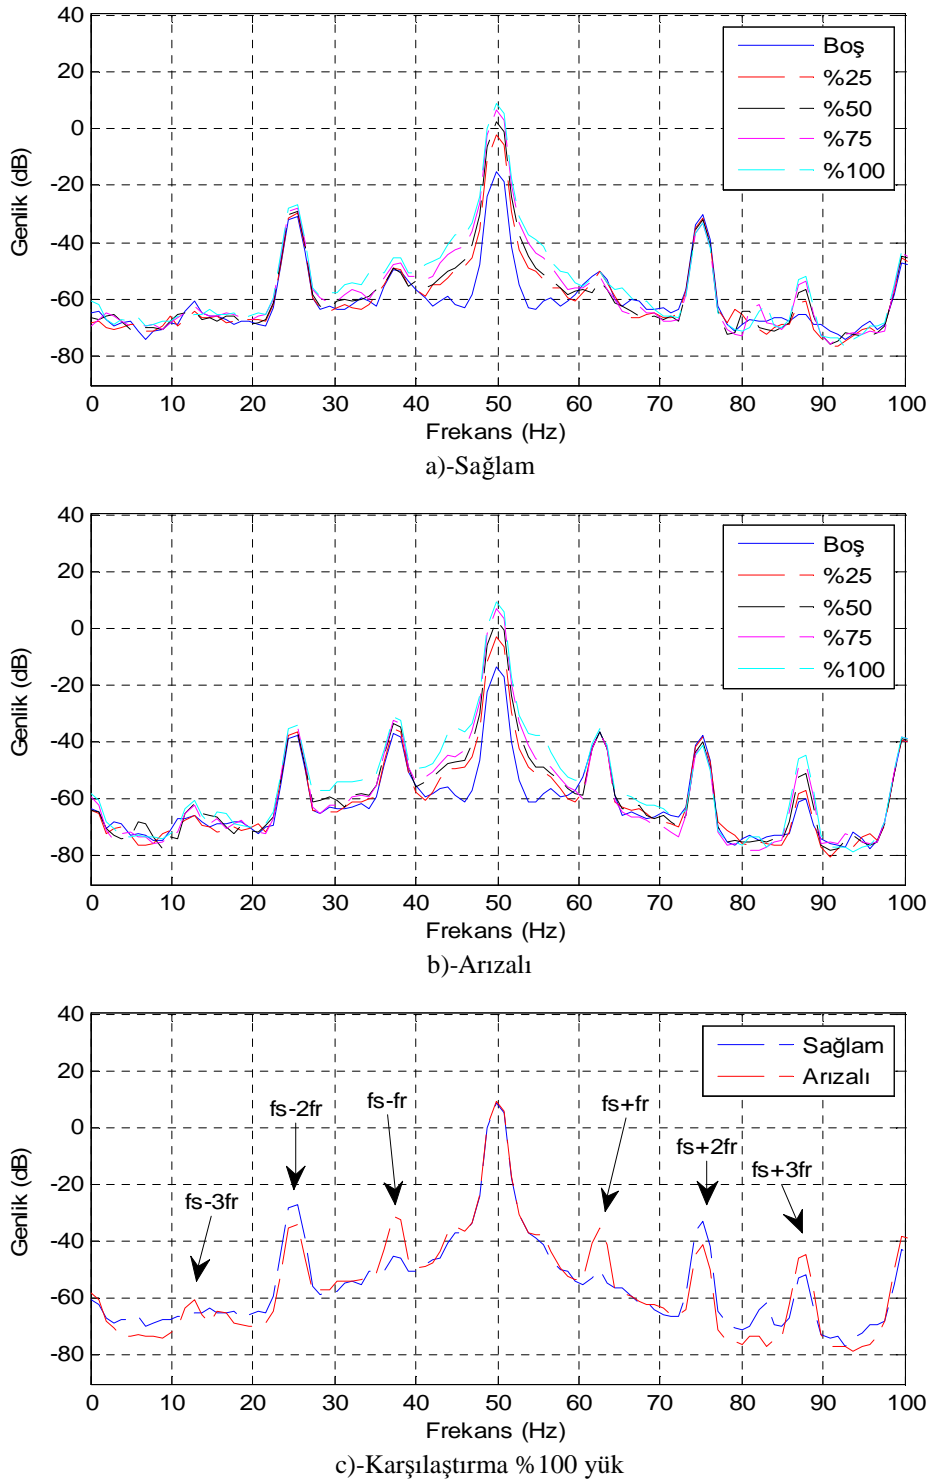 40
20
0
-20
-40
-60
-80
Genlik (dB)
Boş
%25
%50
%75
%100
0 10 20 30 40 50 60 70 80 90 100
Frekans (Hz)
a)-Sağlam
40
20
0
-20
-40
-60
-80
Genlik (dB)
Boş
%25
%50
%75
%100
0 10 20 30 40 50 60 70 80 90 100
Frekans (Hz)
b)-Arızalı
40
20
0
-20
-40
-60
-80
Genlik (dB)
Sağlam
Arızalı
fs-3fr
fs-2fr
fs-fr
fs+fr
fs+2fr
fs+3fr
0 10 20 30 40 50 60 70 80 90 100
Frekans (Hz)
c)-Karşılaştırma %100 yük